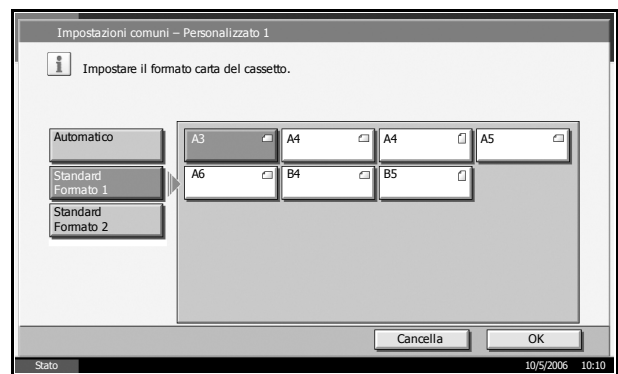 Impostazioni comuni – Personalizzato 1
Impostare il formato carta del cassetto.
Automatico
Standard
Formato 1
Standard
Formato 2
A3 A4 A4 A5
A6 B4 B5
Cancella OK
Stato 10/5/2006 10:10